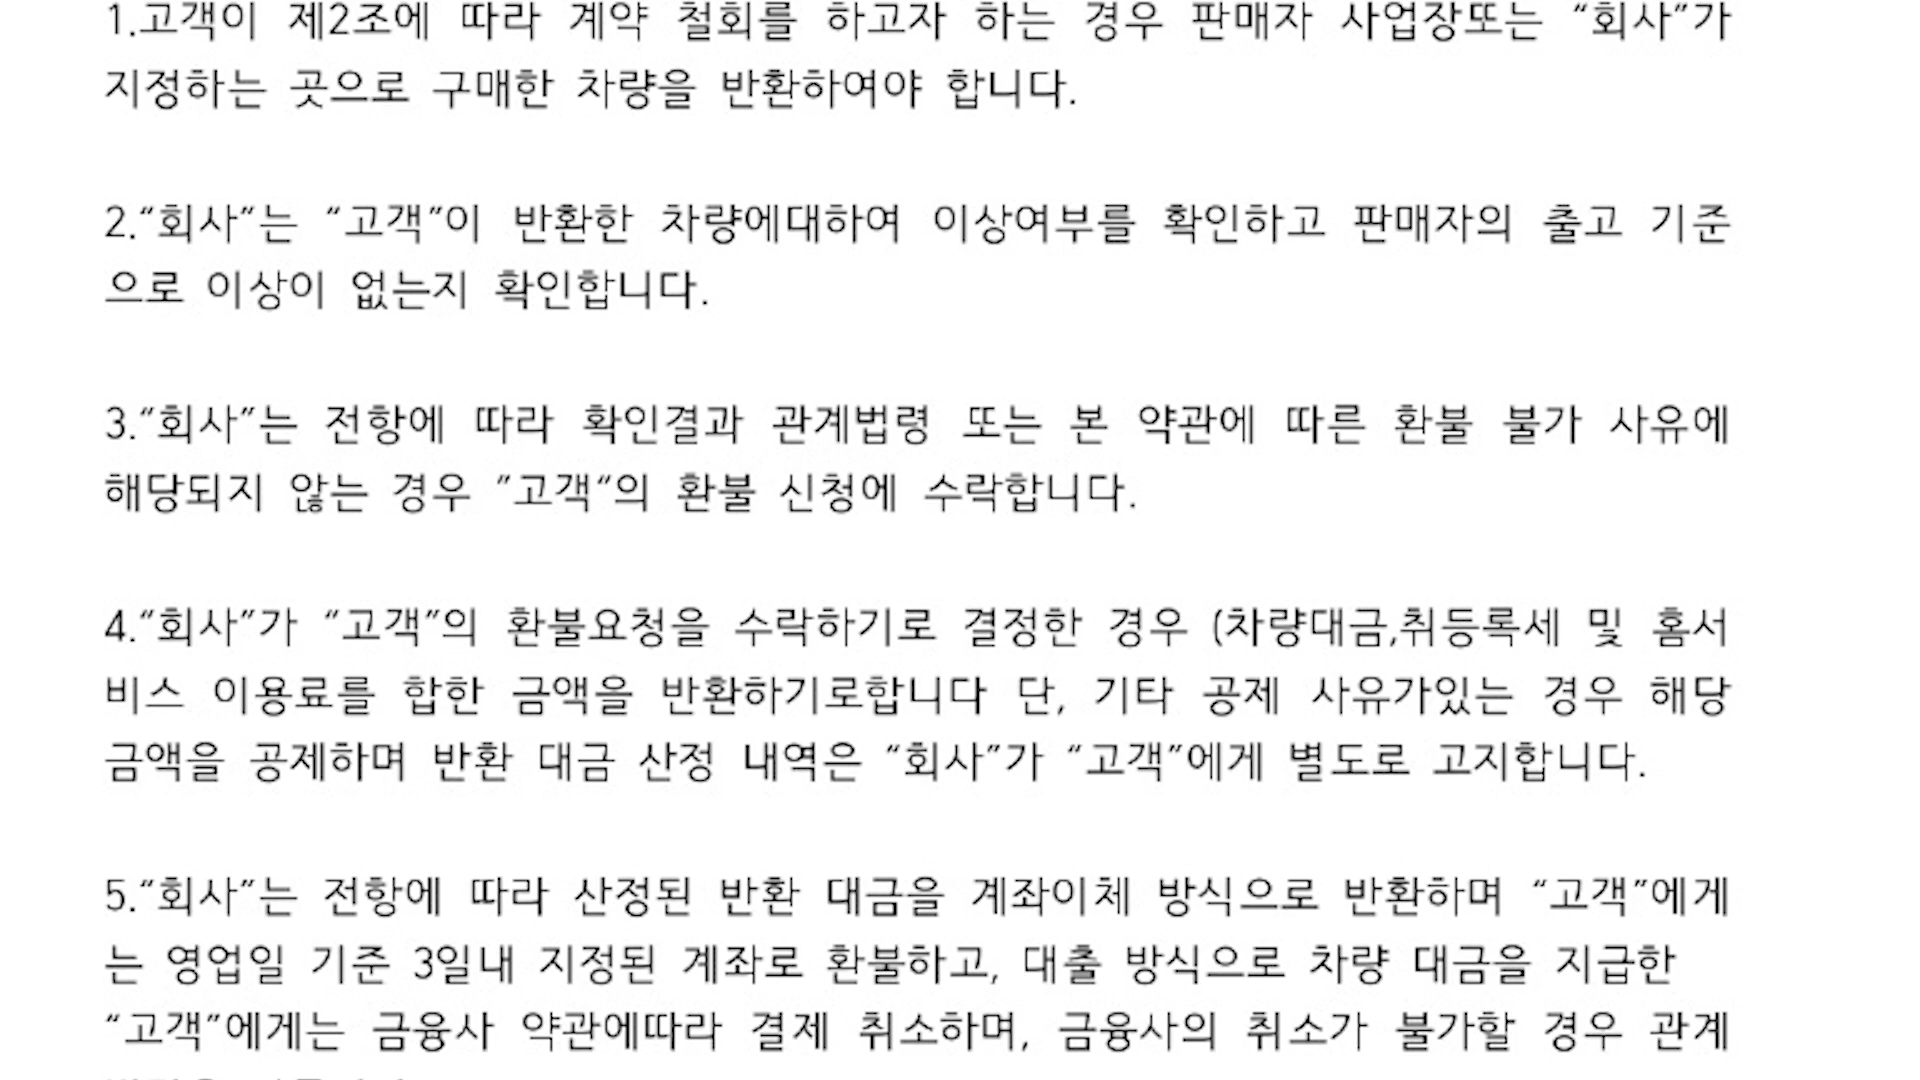 1.고객이 제2조에 따라 계약 철회를 하고자 하는 경우 판매자 사업장또는 “회사”가
지정하는 곳으로 구매한 차량을 반환하여야 합니다.
2.“회사”는 “고객”이 반환한 차량에대하여 이상여부를 확인하고 판매자의 출고 기준
으로 이상이 없는지 확인합니다.
3.“회사”는 전항에 따라 확인결과 관계법령 또는 본 약관에 따른 환불 불가 사유에
해당되지 않는 경우 ”고객“의 환불 신청에 수락합니다.
4.“회사”가 “고객”의 환불요청을 수락하기로 결정한 경우 (차량대금,취등록세 및 홈서
비스 이용료를 합한 금액을 반환하기로합니다 단, 기타 공제 사유가있는 경우 해당
금액을 공제하며 반환 대금 산정 내역은 “회사”가 “고객”에게 별도로 고지합니다.
5.“회사”는 전항에 따라 산정된 반환 대금을 계좌이체 방식으로 반환하며 “고객”에게
는 영업일 기준 3일내 지정된 계좌로 환불하고, 대출 방식으로 차량 대금을 지급한
“고객”에게는 금융사 약관에따라 결제 취소하며, 금융사의 취소가 불가할 경우 관계